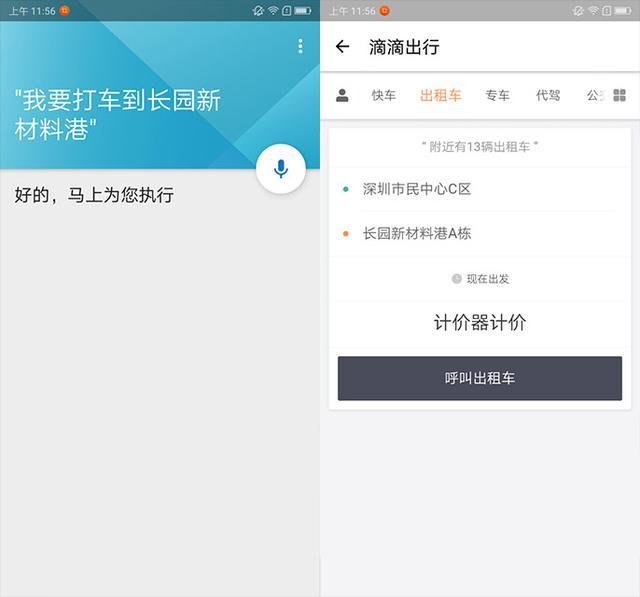 上午 11:56
"我要打车到长园新
材料港"
好的，马上为您执行
上午 11:56
滴滴出行
快车 出租车 专车 代驾
“ 附近有13辆出租车 ”
深圳市民中心C区
长园新材料港A栋
现在出发
计价器计价
呼叫出租车